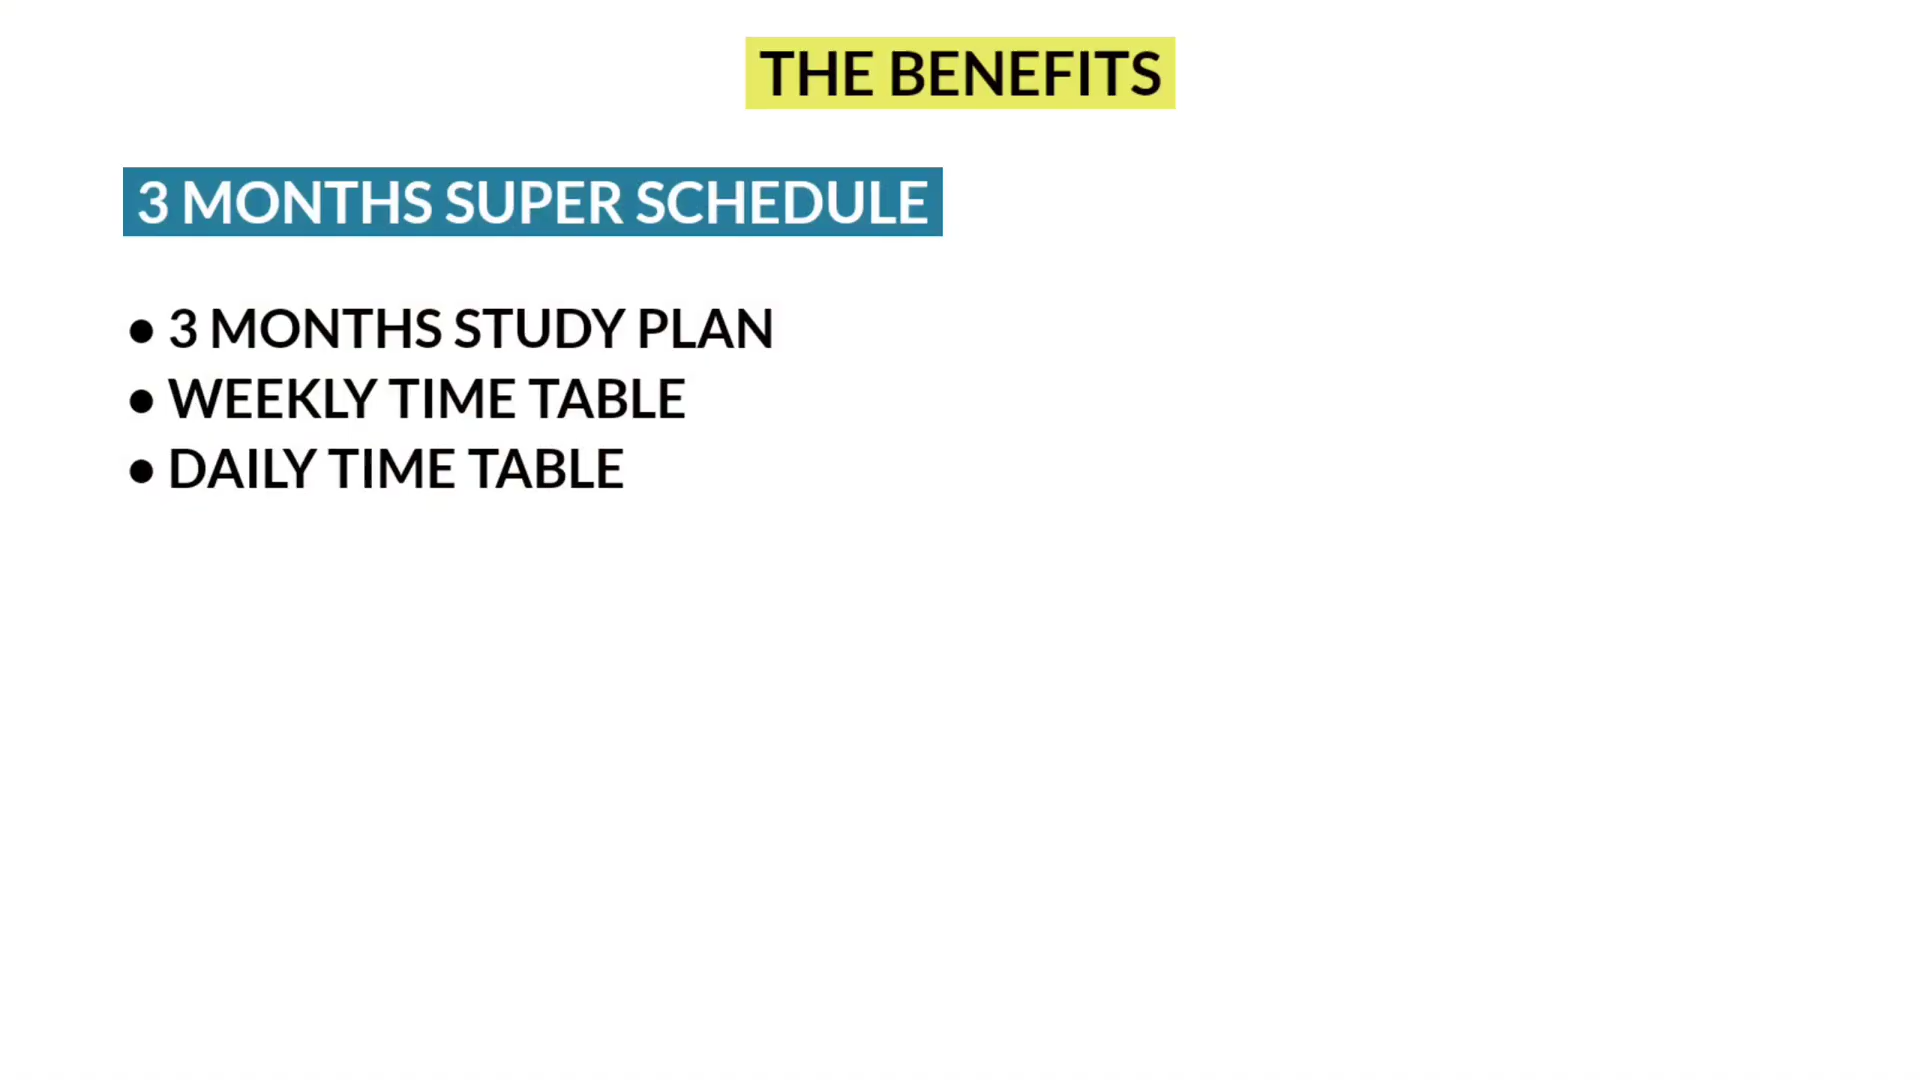 THE BENEFITS
3 MONTHS SUPER SCHEDULE
● 3 MONTHS STUDY PLAN
● WEEKLY TIME TABLE
● DAILY TIME TABLE